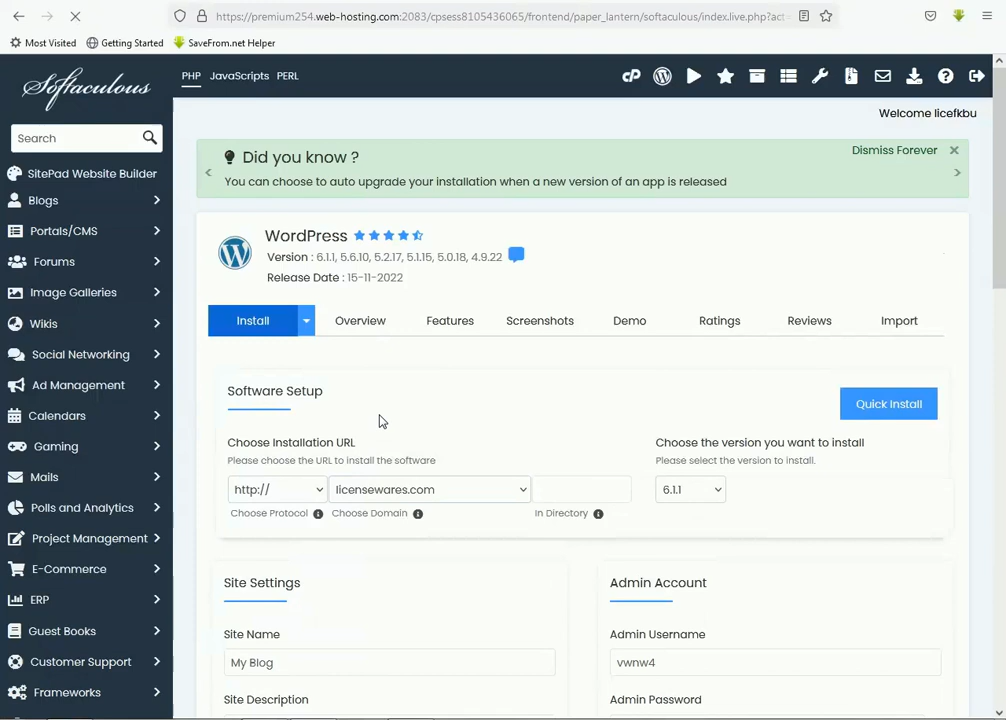 https://premium254.web-hosting.com:2083/cpsess8105436065/frontend/paper_lantern/softaculous/index.live.php?act=
Most Visited
Getting Started
SaveFrom.net Helper
Softaculous
PHP
JavaScripts
PERL
Welcome licefkbu
Search
Did you know ?
Dismiss Forever
You can choose to auto upgrade your installation when a new version of an app is released
SitePad Website Builder
Blogs
Portals/CMS
Forums
Image Galleries
Wikis
Social Networking
Ad Management
Calendars
Gaming
Mails
Polls and Analytics
Project Management
E-Commerce
ERP
Guest Books
Customer Support
Frameworks
WordPress
Version : 6.1.1, 5.6.10, 5.2.17, 5.1.15, 5.0.18, 4.9.22
Release Date : 15-11-2022
Install
Overview
Features
Screenshots
Demo
Ratings
Reviews
Import
Software Setup
Quick Install
Choose Installation URL
Please choose the URL to install the software
http://
licensewares.com
Choose Protocol
Choose Domain
In Directory
Choose the version you want to install
Please select the version to install.
6.1.1
Site Settings
Site Name
My Blog
Site Description
Admin Account
Admin Username
vwnw4
Admin Password